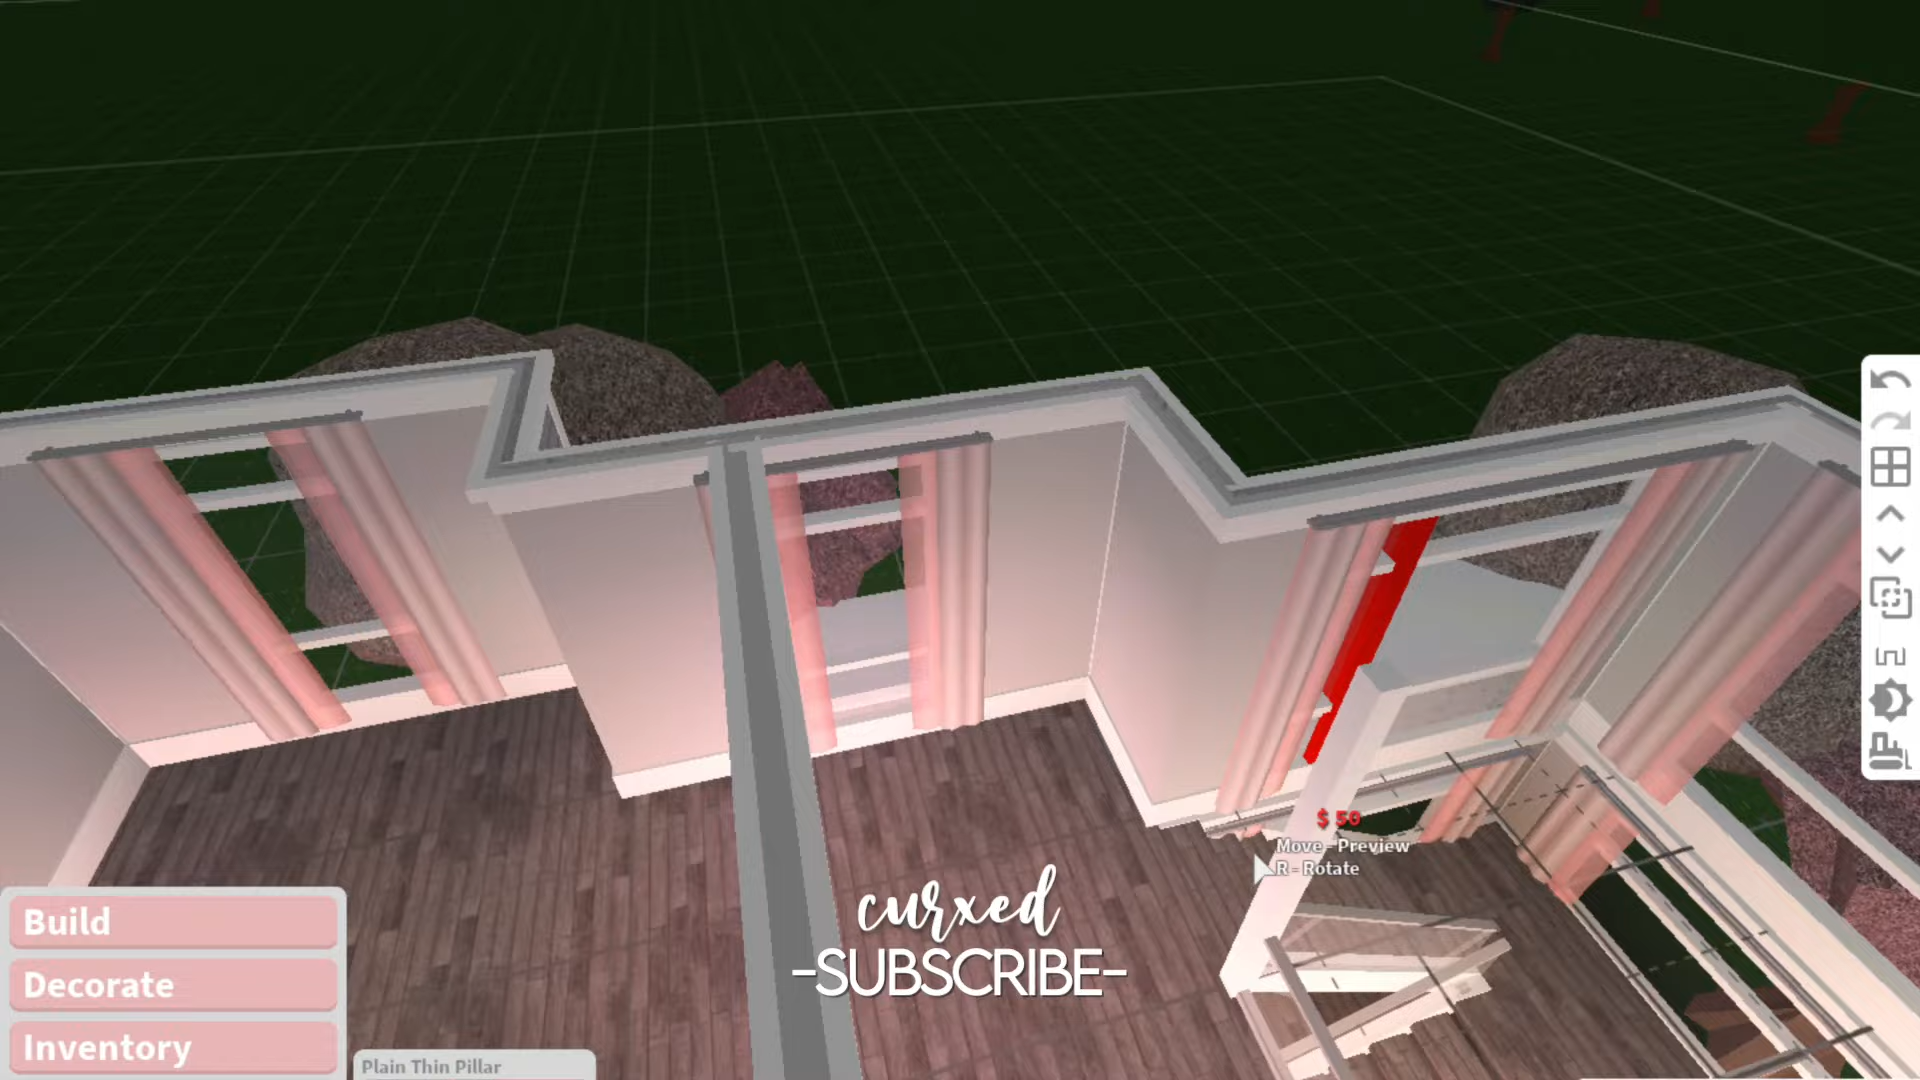 $ 50
Move - Preview
R - Rotate
curxed
-SUBSCRIBE-
Build
Decorate
Inventory
Plain Thin Pillar